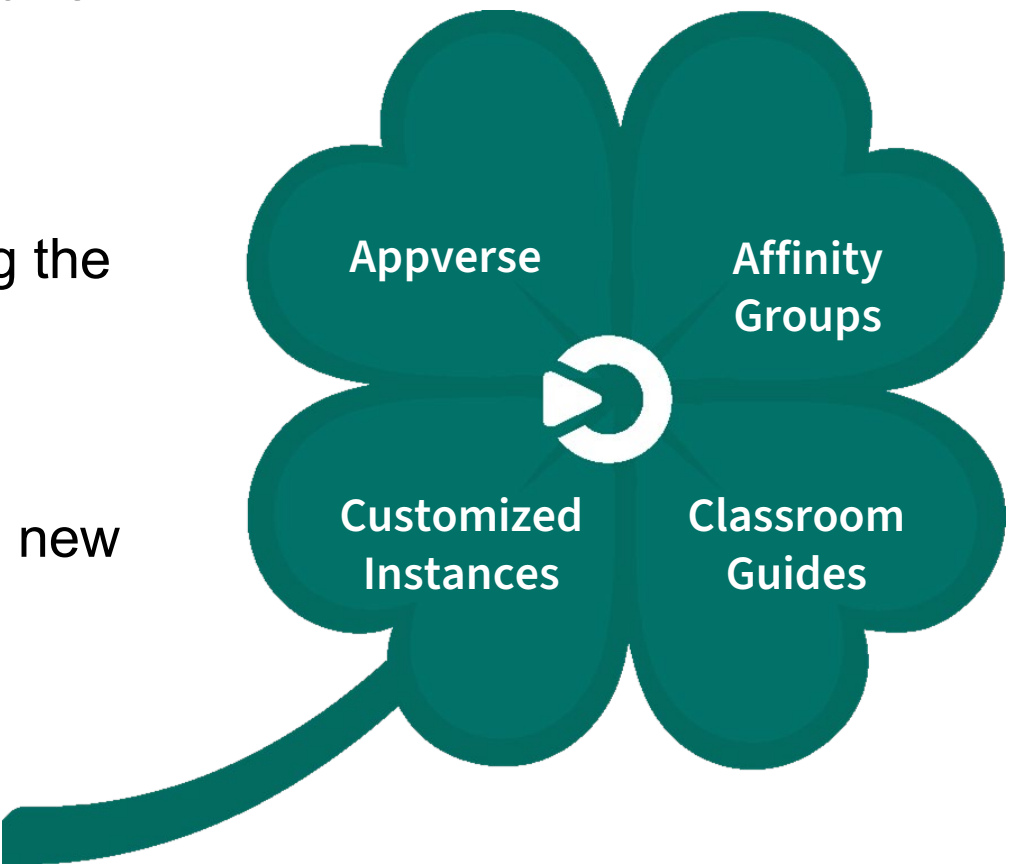 g the
new
Appverse
Affinity
Groups
Customized
Instances
Classroom
Guides